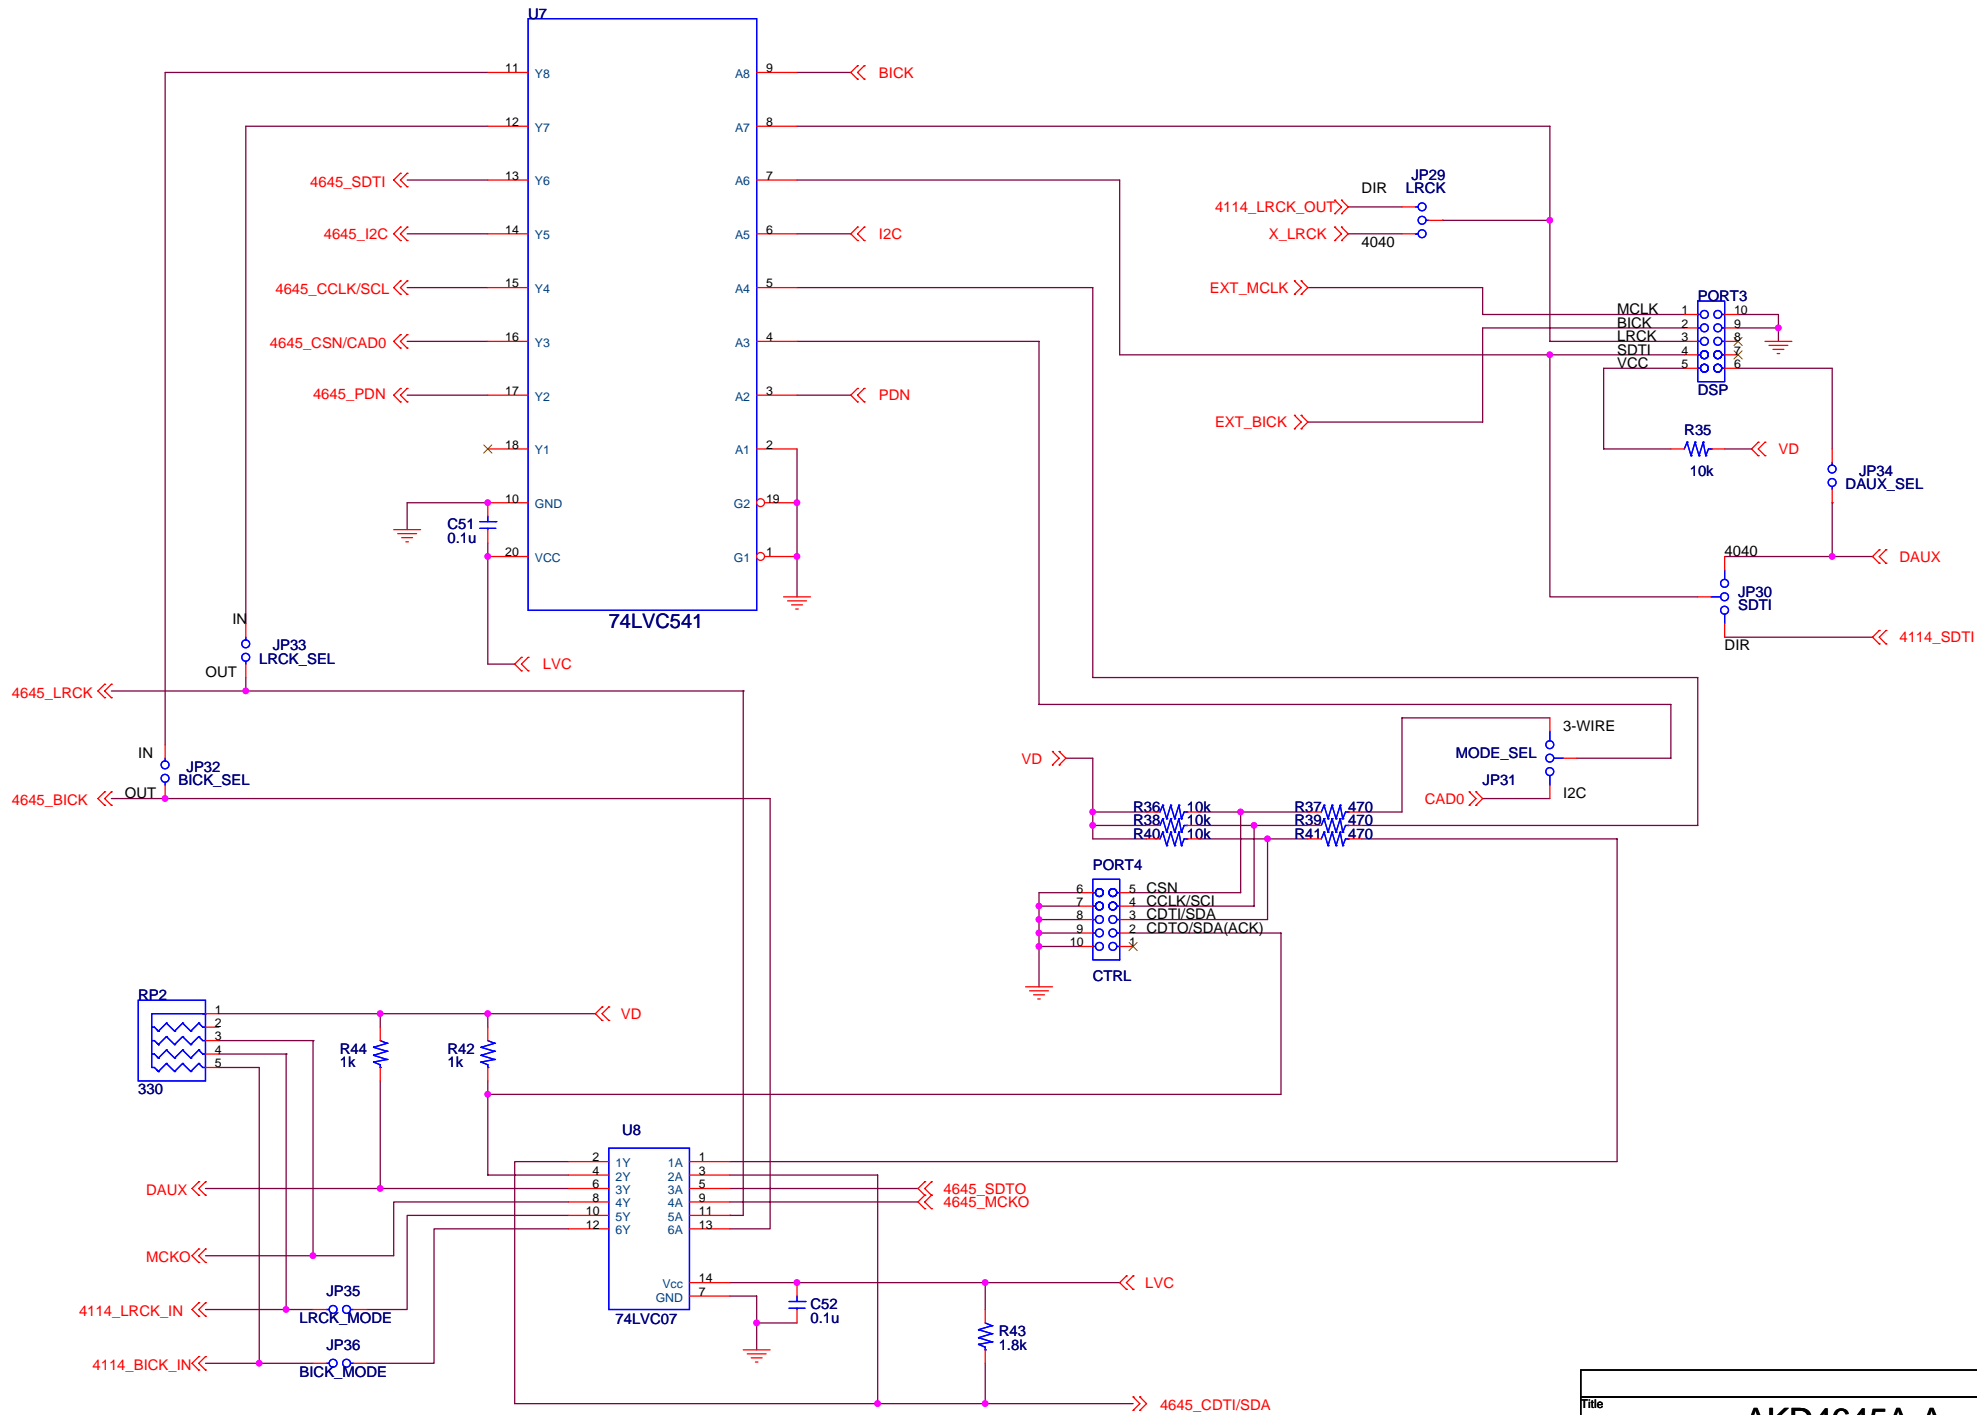 U7
11 Y8 A8 9 BICK
12 Y7 A7 8
4645_SDTI 13 Y6 A6 7
4645_I2C 14 Y5 A5 6 I2C
4645_CCLK/SCL 15 Y4 A4 5
4645_CSN/CAD0 16 Y3 A3 4
4645_PDN 17 Y2 A2 3 PDN
18 Y1 A1 2
10 GND G2 19
C51
0.1u
20 VCC G1 1
74LVC541
LVC
JP29
DIR LRCK
4114_LRCK_OUT
X_LRCK
4040
EXT_MCLK
EXT_BICK
PORT3
MCLK 1 10
BICK 2 9
LRCK 3 8
SDTI 4 7
VCC 5 6
DSP
R35
10k
VD
JP34
DAUX_SEL
4040
DAUX
JP30
SDTI
4114_SDTI
DIR
IN
JP33
LRCK_SEL
OUT
4645_LRCK
IN
JP32
BICK_SEL
OUT
4645_BICK
3-WIRE
MODE_SEL
JP31
CAD0
I2C
VD
R36 10k R37 470
R38 10k R39 470
R40 10k R41 470
PORT4
6 5 CSN
7 4 CCLK/SCI
8 3 CDTI/SDA
9 2 CDTO/SDA(ACK)
10 1
CTRL
RP2
1
2
3
4
5
330
VD
R44
1k
R42
1k
U8
2 1Y 1A 1
4 2Y 2A 3
DAUX 6 3Y 3A 5 4645_SDTO
8 4Y 4A 9 4645_MCKO
10 5Y 5A 11
12 6Y 6A 13
MCKO
Vcc 14 LVC
GND 7
74LVC07
C52
0.1u
R43
1.8k
JP35
4114_LRCK_IN
LRCK_MODE
JP36
4114_BICK_IN
BICK_MODE
4645_CDTI/SDA
Title
AKD4645A-A